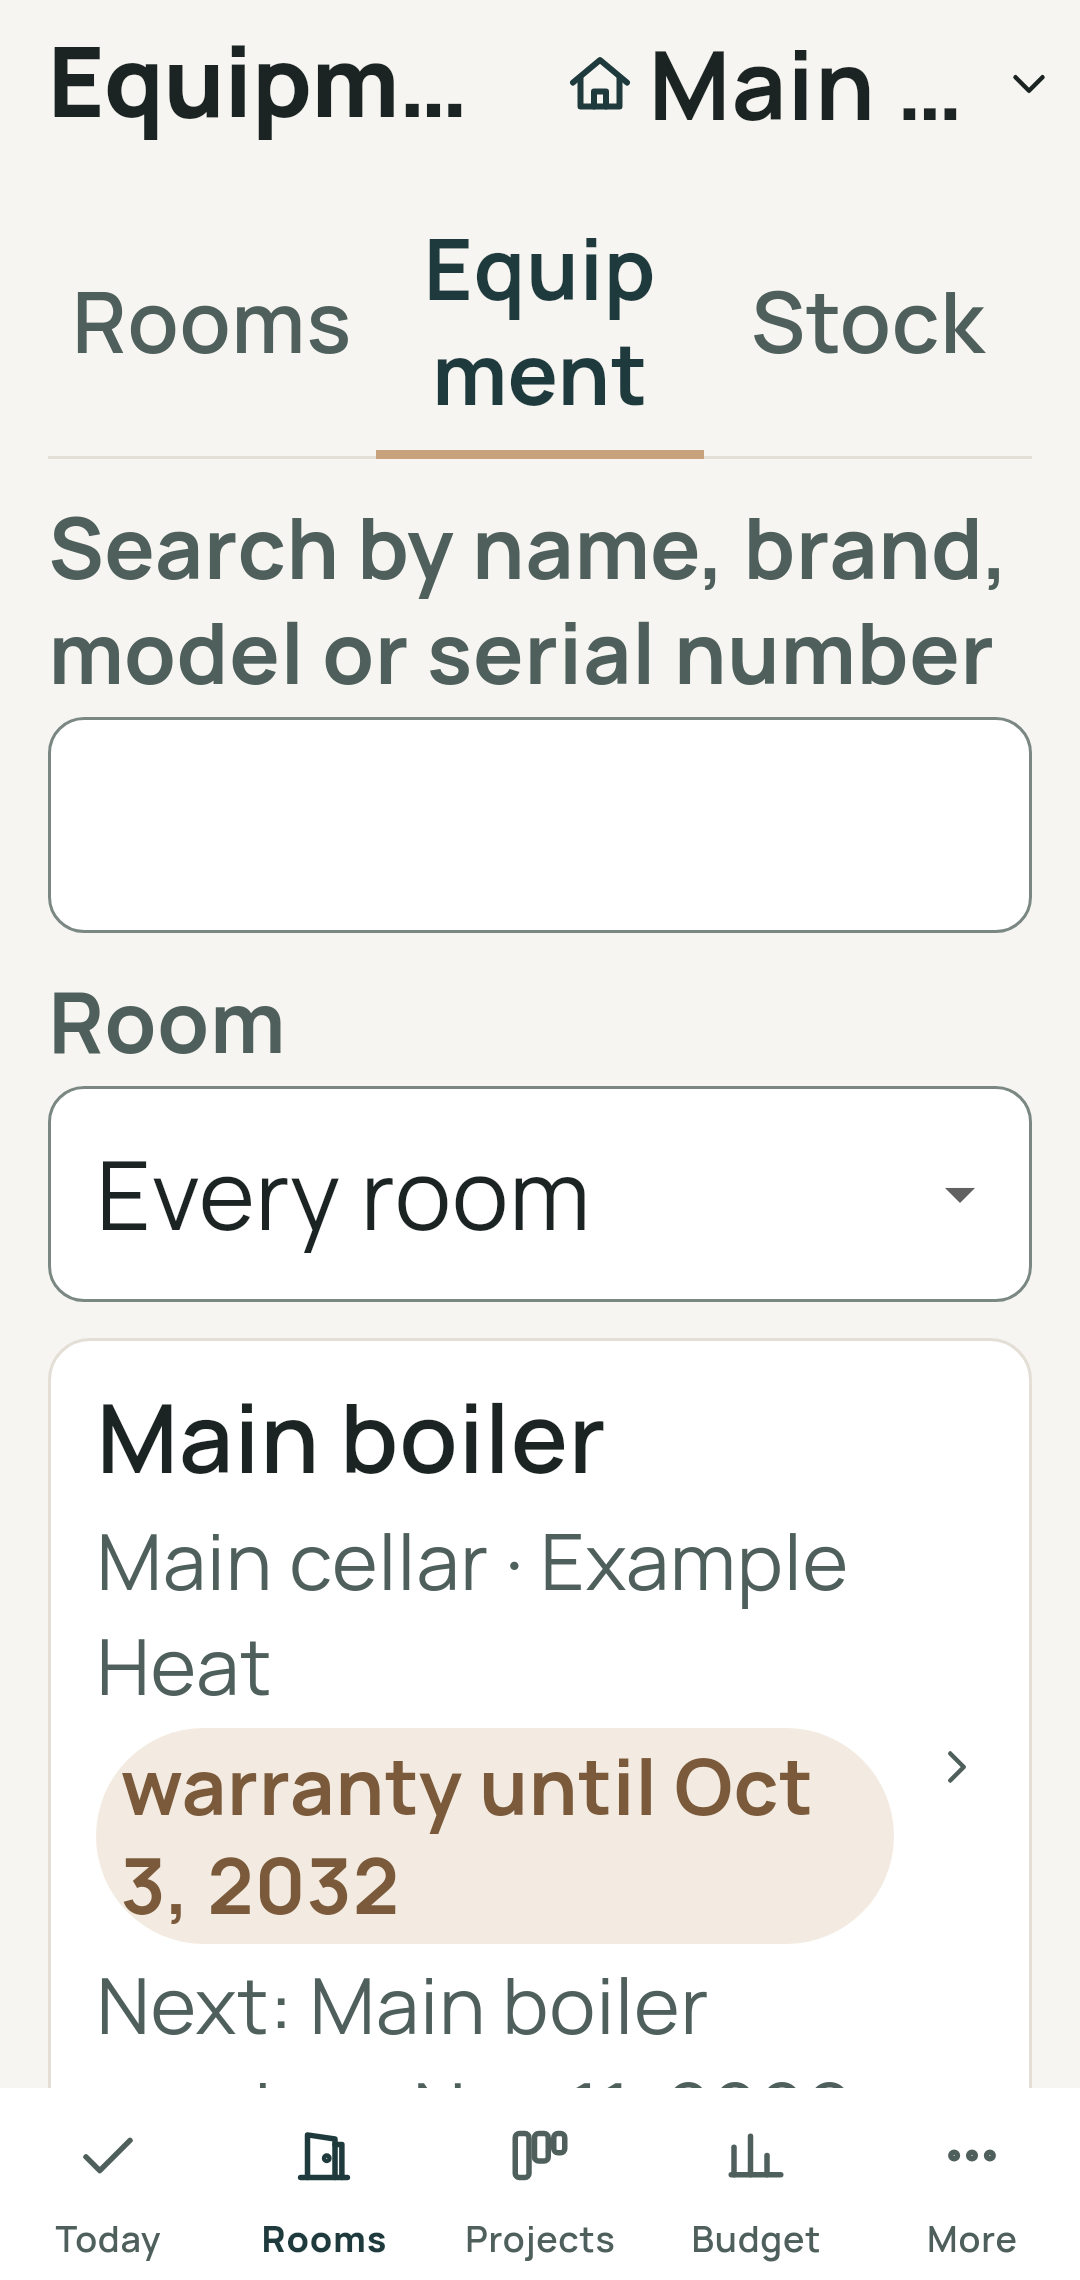 Equipm...
Main ...
Rooms
Equip
ment
Stock
Search by name, brand,
model or serial number
Room
Every room
Main boiler
Main cellar · Example
Heat
warranty until Oct
3, 2032
Next: Main boiler
Today
Rooms
Projects
Budget
More